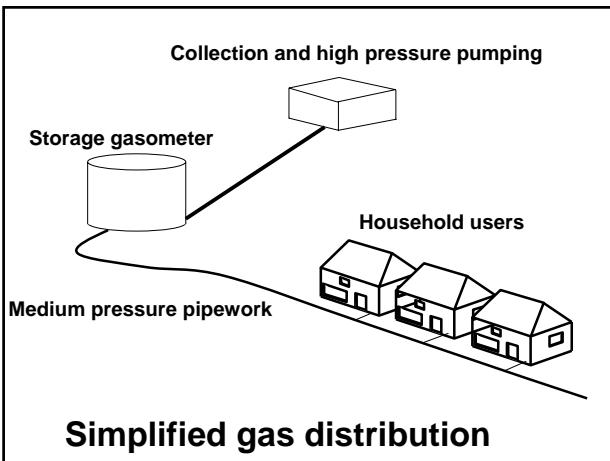 Collection and high pressure pumping
Storage gasometer
Household users
Medium pressure pipework
Simplified gas distribution